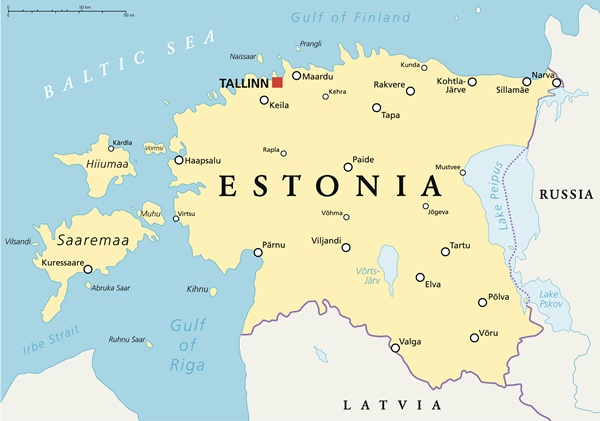 0
50 km
0
50 mi
Gulf of Finland
BALTIC SEA
Naissaar
Prangli
TALLINN
Maardu
Kunda
Kohtla-
Järve
Narva
Sillamäe
Rakvere
Kehra
Keila
Tapa
Kärdla
Vormsi
Hiiumaa
Haapsalu
Rapla
Paide
Mustvee
ESTONIA
Lake Peipus
RUSSIA
Muhu
Virtsu
Võhma
Jõgeva
Vilsandi
Saaremaa
Kuressaare
Pärnu
Viljandi
Tartu
Abruka Saar
Kihnu
Võrts-
Järv
Elva
Põlva
Lake
Pskov
Irbe Strait
Ruhnu Saar
Gulf
of
Riga
Valga
Võru
LATVIA